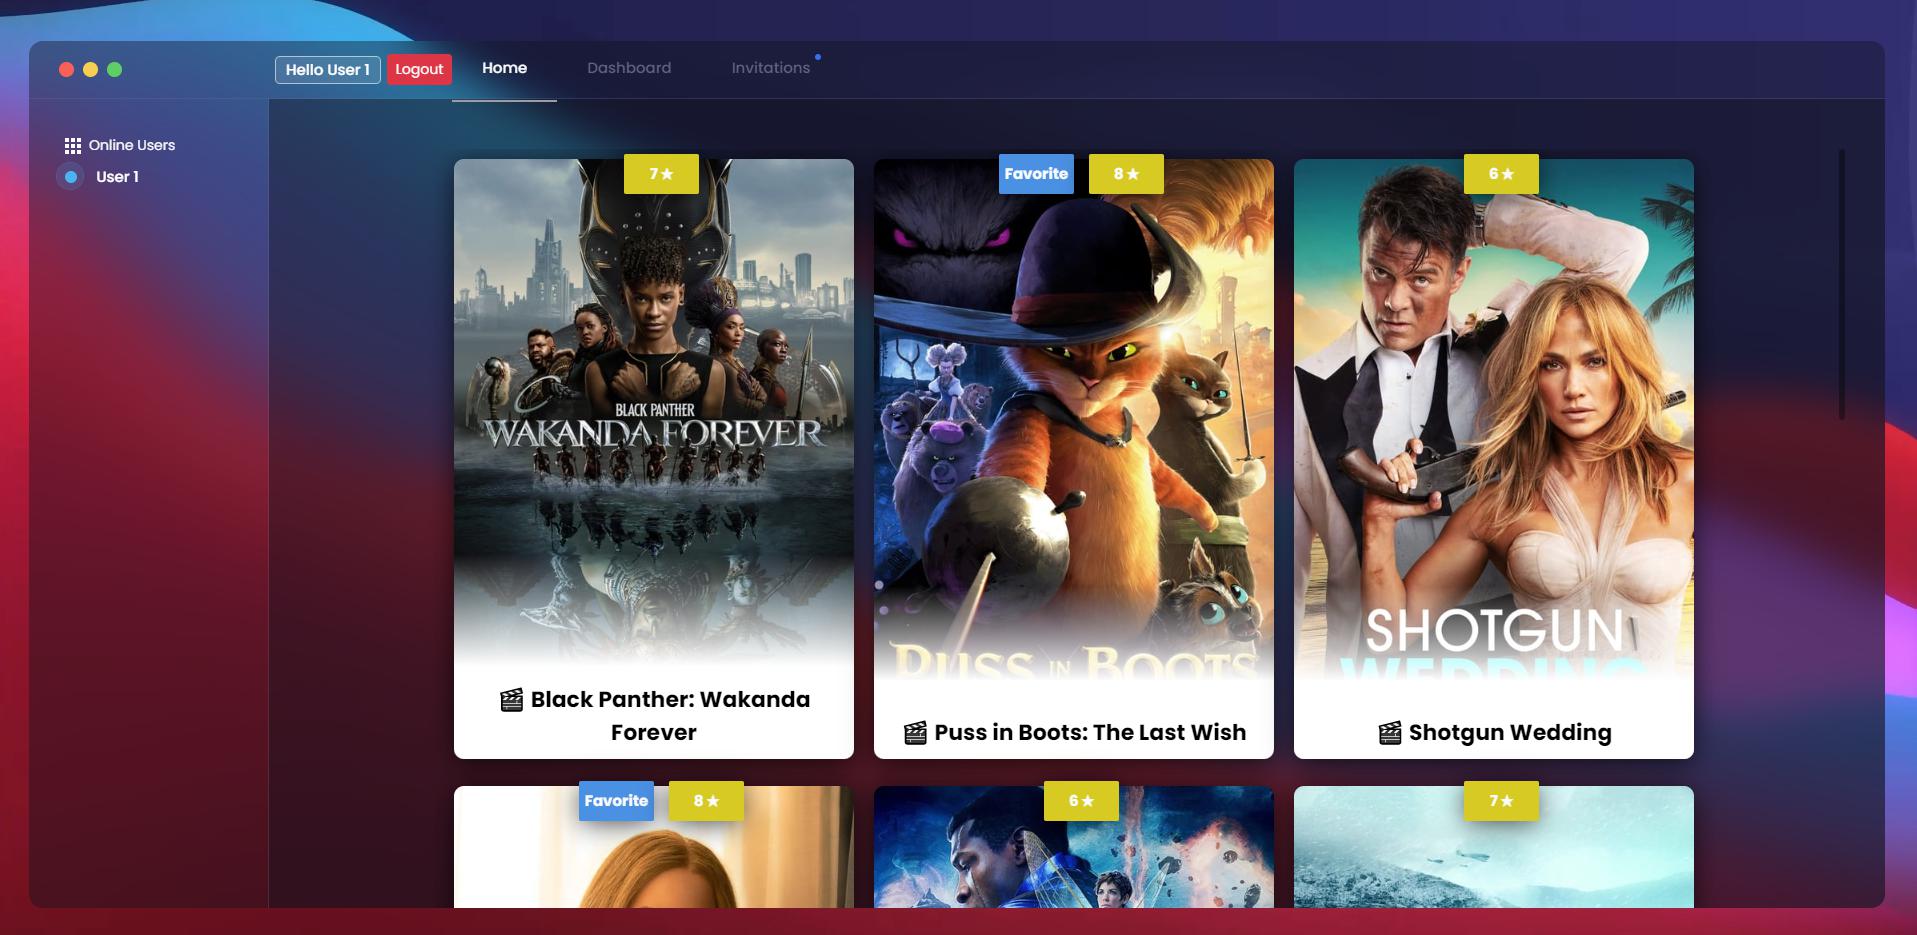 Hello User 1
Logout
Home
Dashboard
Invitations
Online Users
User 1
7★
Favorite
8★
6★
BLACK PANTHER
WAKANDA FOREVER
PUSS IN BOOTS
SHOTGUN
WEDDING
Black Panther: Wakanda
Forever
Puss in Boots: The Last Wish
Shotgun Wedding
Favorite
8★
6★
7★